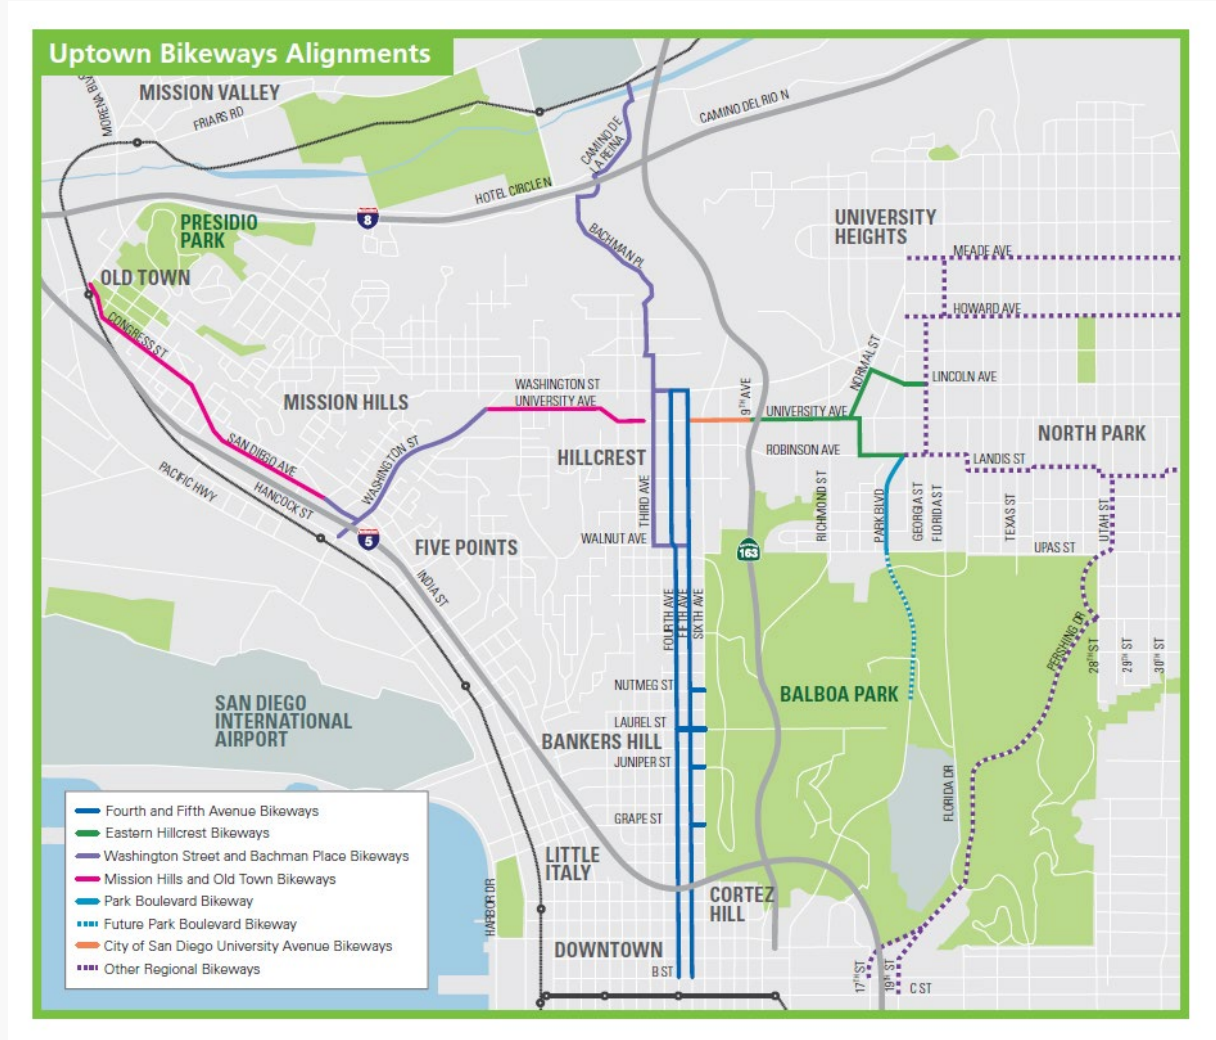 Uptown Bikeways Alignments
MORENA BLVD
MISSION VALLEY
FRIARS RD
CAMINO DEL RIO N
CAMINO DE
LA REINA
HOTEL CIRCLE N
8
PRESIDIO
PARK
UNIVERSITY
HEIGHTS
BACHMAN PL
MEADE AVE
OLD TOWN
HOWARD AVE
CONGRESS ST
NORMAL ST
LINCOLN AVE
WASHINGTON ST
UNIVERSITY AVE
9TH AVE
UNIVERSITY AVE
MISSION HILLS
NORTH PARK
SAN DIEGO AVE
WASHINGTON ST
HILLCREST
ROBINSON AVE
LANDIS ST
PACIFIC HWY
HANCOCK ST
THIRD AVE
RICHMOND ST
PARK BLVD
GEORGIA ST
FLORIDA ST
TEXAS ST
UTAH ST
5
WALNUT AVE
FIVE POINTS
163
UPAS ST
INDIA ST
FOURTH AVE
FIFTH AVE
SIXTH AVE
PERSHING DR
28TH ST
29TH ST
30TH ST
NUTMEG ST
BALBOA PARK
SAN DIEGO
INTERNATIONAL
AIRPORT
LAUREL ST
BANKERS HILL
JUNIPER ST
FLORIDA DR
GRAPE ST
LITTLE
ITALY
HARBOR DR
CORTEZ
HILL
DOWNTOWN
B ST
17TH ST
19TH ST
C ST
Fourth and Fifth Avenue Bikeways
Eastern Hillcrest Bikeways
Washington Street and Bachman Place Bikeways
Mission Hills and Old Town Bikeways
Park Boulevard Bikeway
Future Park Boulevard Bikeway
City of San Diego University Avenue Bikeways
Other Regional Bikeways